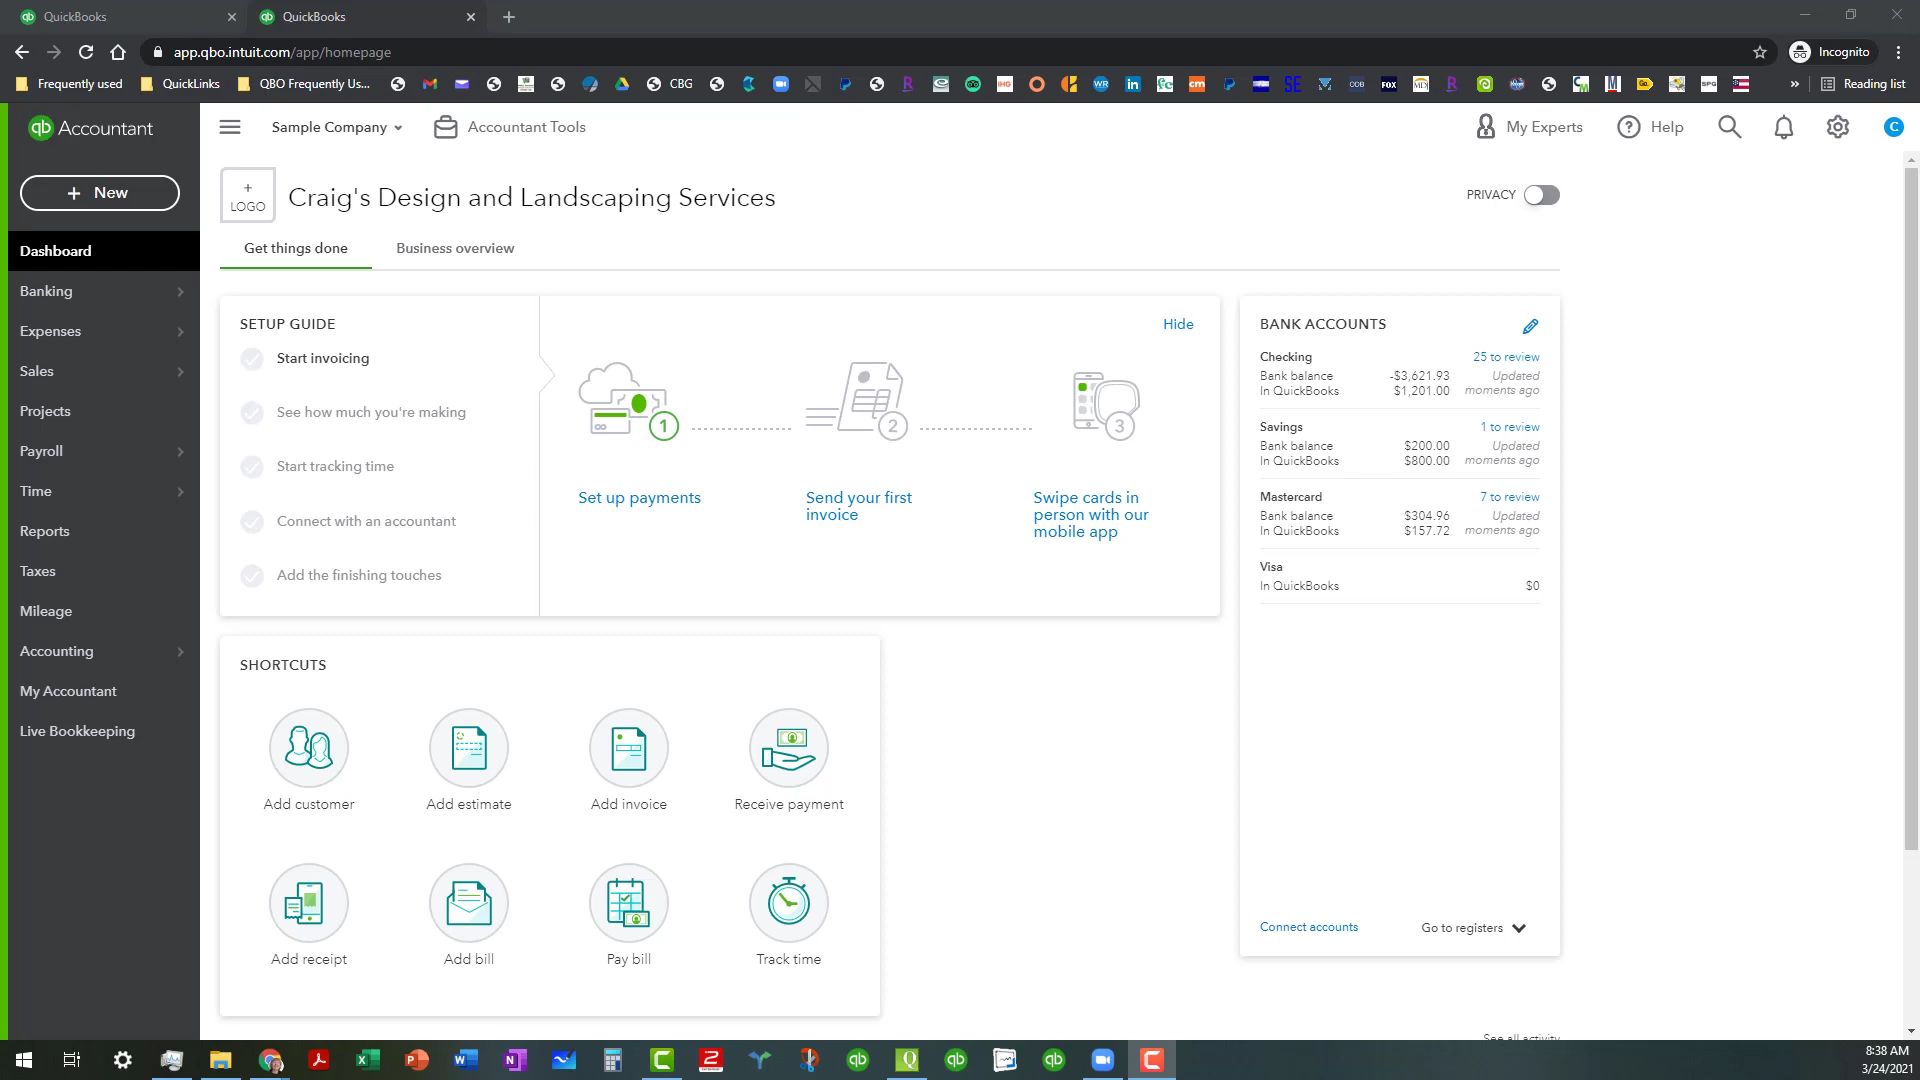 QuickBooks
QuickBooks
app.qbo.intuit.com/app/homepage
Incognito
Frequently used
QuickLinks
QBO Frequently Us...
CBG
Reading list
qb Accountant
Sample Company
Accountant Tools
My Experts
Help
C
+ New
+
LOGO
Craig's Design and Landscaping Services
PRIVACY
Get things done
Business overview
Dashboard
Banking
Expenses
Sales
Projects
Payroll
Time
Reports
Taxes
Mileage
Accounting
My Accountant
Live Bookkeeping
SETUP GUIDE
Hide
Start invoicing
See how much you're making
Start tracking time
Connect with an accountant
Add the finishing touches
1
2
3
Set up payments
Send your first
invoice
Swipe cards in
person with our
mobile app
BANK ACCOUNTS
Checking 25 to review
Bank balance -$3,621.93 Updated
In QuickBooks $1,201.00 moments ago
Savings 1 to review
Bank balance $200.00 Updated
In QuickBooks $800.00 moments ago
Mastercard 7 to review
Bank balance $304.96 Updated
In QuickBooks $157.72 moments ago
Visa
In QuickBooks $0
Connect accounts
Go to registers
SHORTCUTS
Add customer
Add estimate
Add invoice
Receive payment
Add receipt
Add bill
Pay bill
Track time
See all activity
8:38 AM
3/24/2021